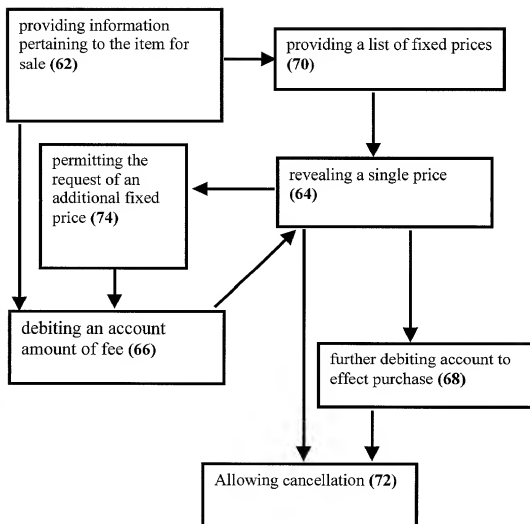 providing information
pertaining to the item for
sale (62)
providing a list of fixed prices
(70)
permitting the
request of an
additional fixed
price (74)
revealing a single price
(64)
debiting an account
amount of fee (66)
further debiting account to
effect purchase (68)
Allowing cancellation (72)